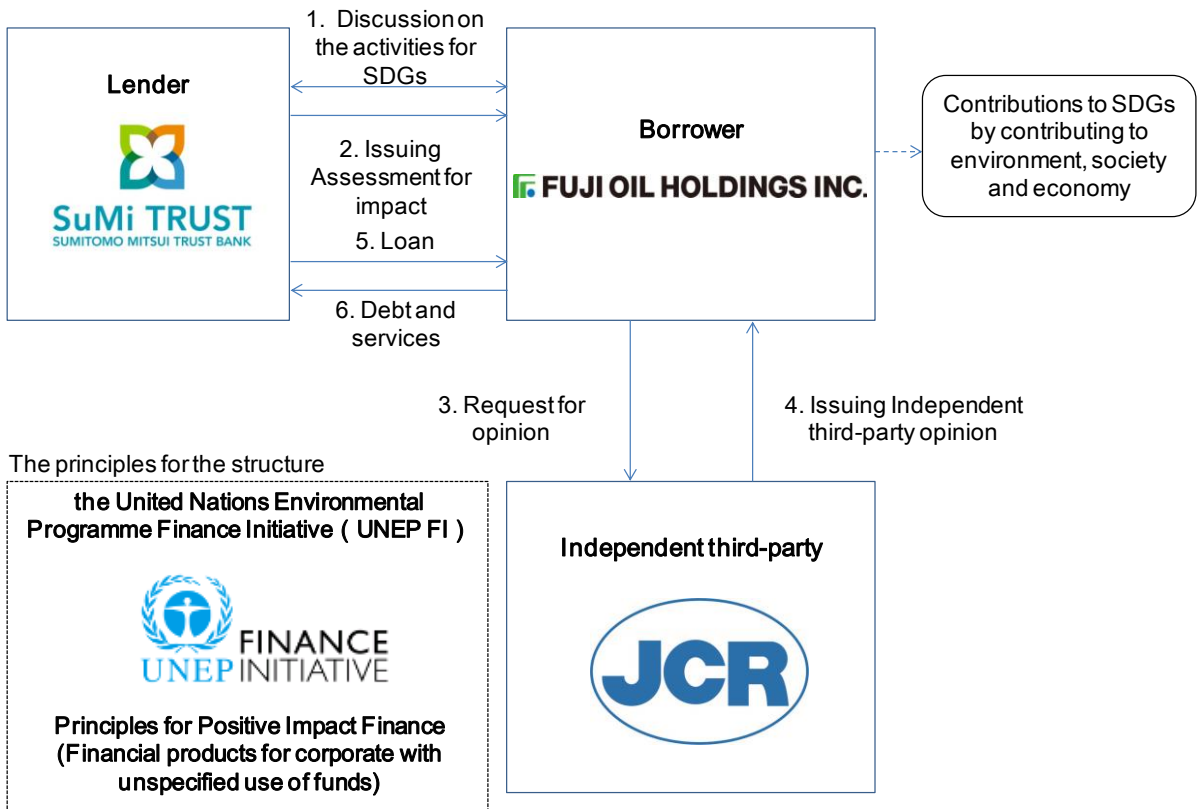 1. Discussion on
the activities for
SDGs
Lender
SuMi TRUST
SUMITOMO MITSUI TRUST BANK
2. Issuing
Assessment for
impact
5. Loan
6. Debt and
services
Borrower
FUJI OIL HOLDINGS INC.
Contributions to SDGs
by contributing to
environment, society
and economy
3. Request for
opinion
4. Issuing Independent
third-party opinion
The principles for the structure
the United Nations Environmental
Programme Finance Initiative ( UNEP FI )
FINANCE
UNEP INITIATIVE
Principles for Positive Impact Finance
(Financial products for corporate with
unspecified use of funds)
Independent third-party
JCR